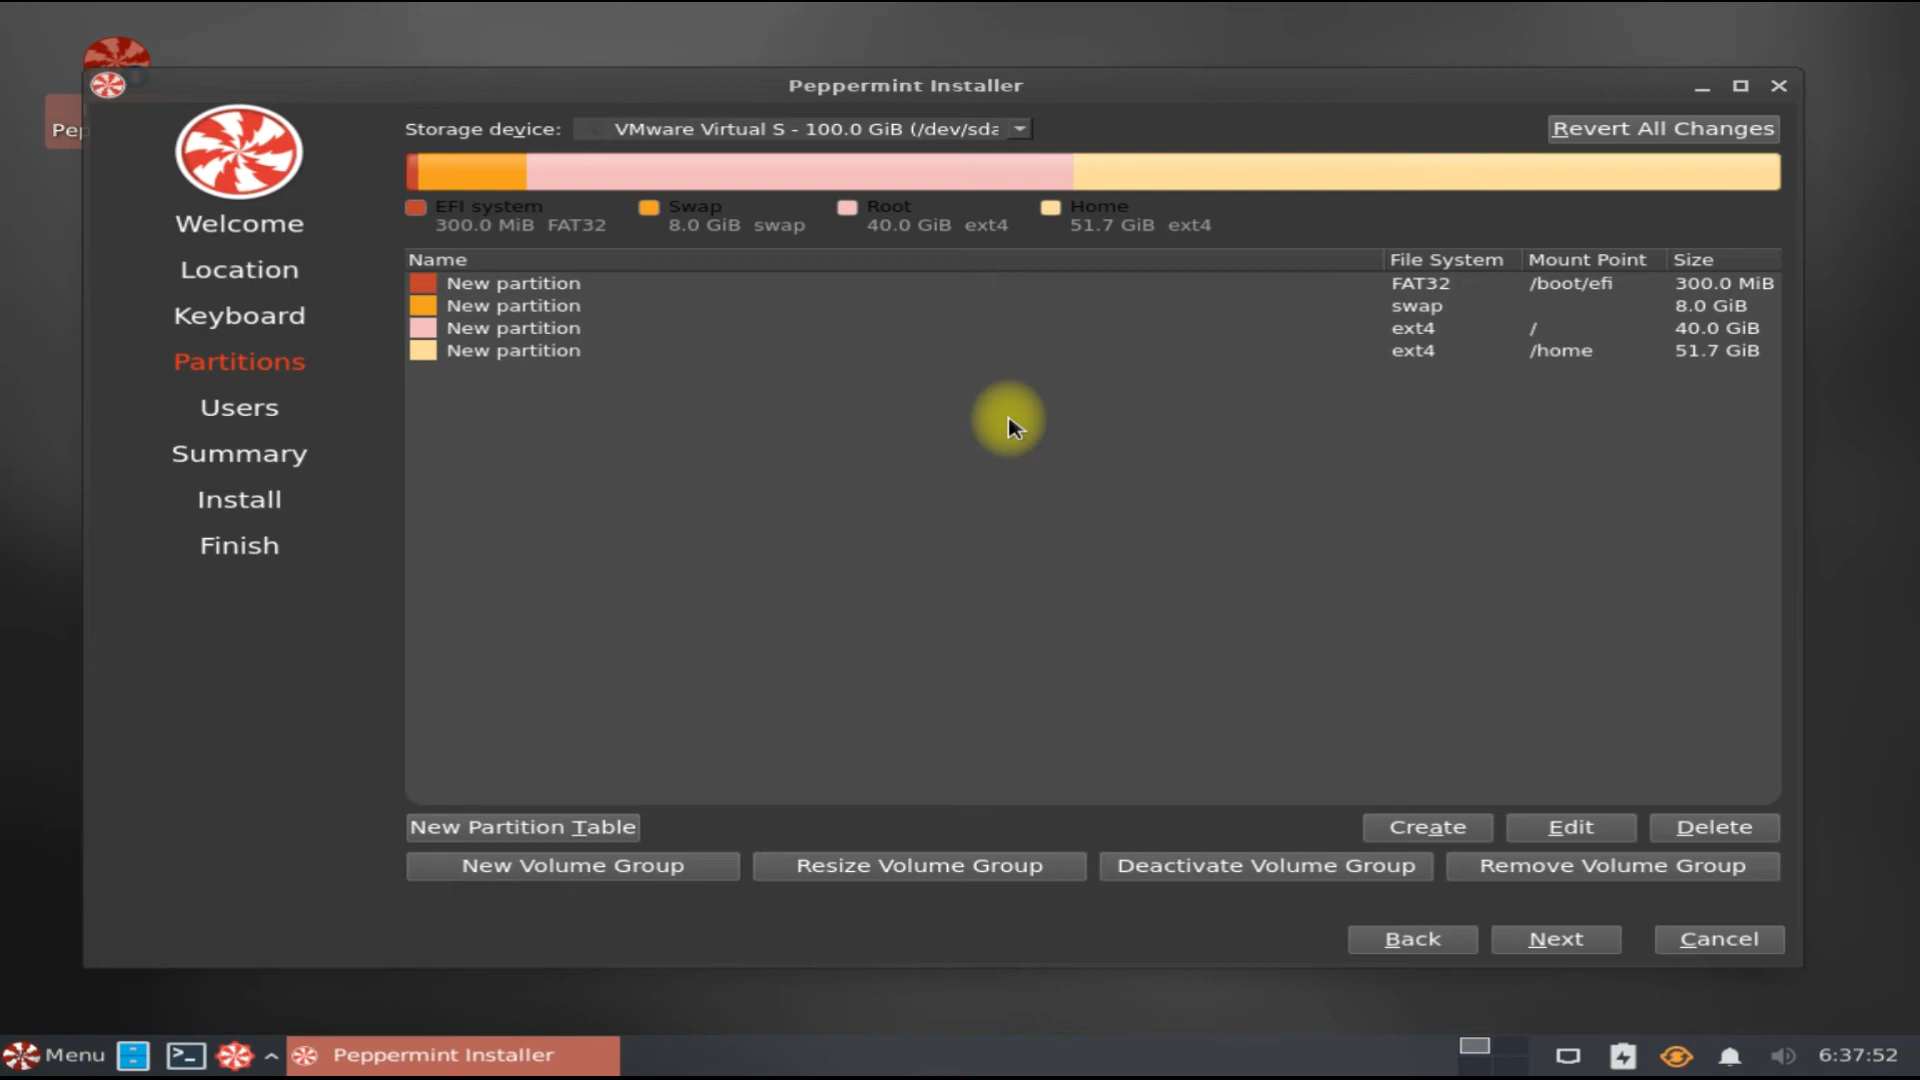 Pep
Peppermint Installer
Welcome
Location
Keyboard
Partitions
Users
Summary
Install
Finish
Storage device: VMware Virtual S - 100.0 GiB (/dev/sda
Revert All Changes
EFI system Swap Root Home
300.0 MiB FAT32 8.0 GiB swap 40.0 GiB ext4 51.7 GiB ext4
Name File System Mount Point Size
New partition FAT32 /boot/efi 300.0 MiB
New partition swap 8.0 GiB
New partition ext4 / 40.0 GiB
New partition ext4 /home 51.7 GiB
New Partition Table Create Edit Delete
New Volume Group Resize Volume Group Deactivate Volume Group Remove Volume Group
Back Next Cancel
Menu Peppermint Installer 6:37:52